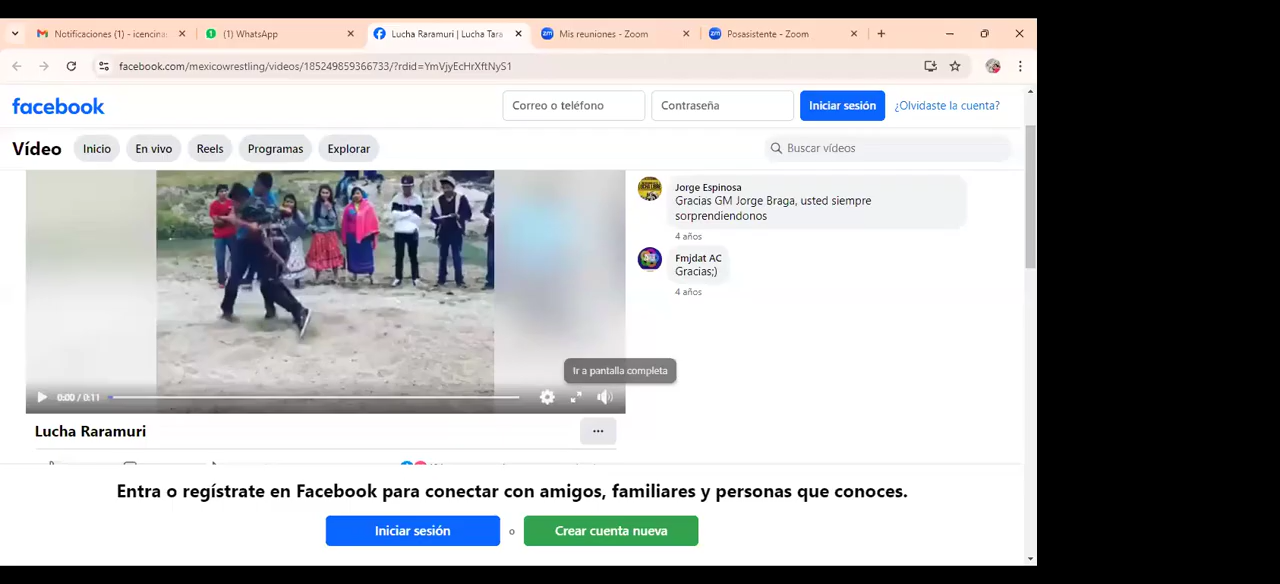 Notificaciones (1) - icencina
(1) WhatsApp
Lucha Raramuri | Lucha Tara
Mis reuniones - Zoom
Posasistente - Zoom
facebook.com/mexicowrestling/videos/185249859366733/?rdid=YmVjyEcHrXftNyS1
facebook
Correo o teléfono
Contraseña
Iniciar sesión
¿Olvidaste la cuenta?
Vídeo
Inicio
En vivo
Reels
Programas
Explorar
Buscar vídeos
Jorge Espinosa
Gracias GM Jorge Braga, usted siempre
sorprendiendonos
4 años
Fmjdat AC
Gracias;)
4 años
Ir a pantalla completa
0:00 / 0:11
Lucha Raramuri
Entra o regístrate en Facebook para conectar con amigos, familiares y personas que conoces.
Iniciar sesión
o
Crear cuenta nueva